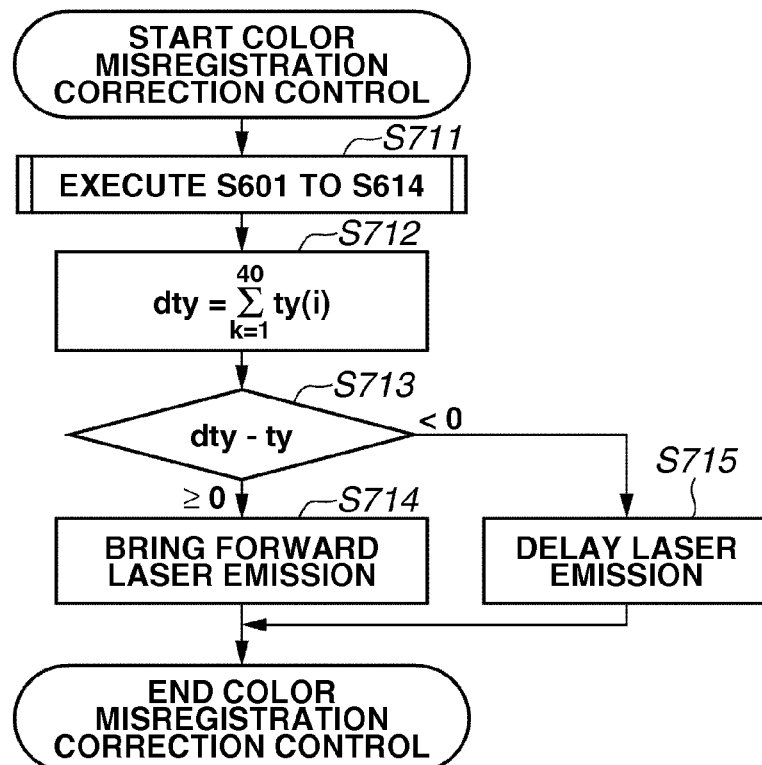 START COLOR
MISREGISTRATION
CORRECTION CONTROL
S711
EXECUTE S601 TO S614
S712
40
dty = Σ ty(i)
k=1
S713
dty - ty
< 0
≥ 0
S714
S715
BRING FORWARD
LASER EMISSION
DELAY LASER
EMISSION
END COLOR
MISREGISTRATION
CORRECTION CONTROL